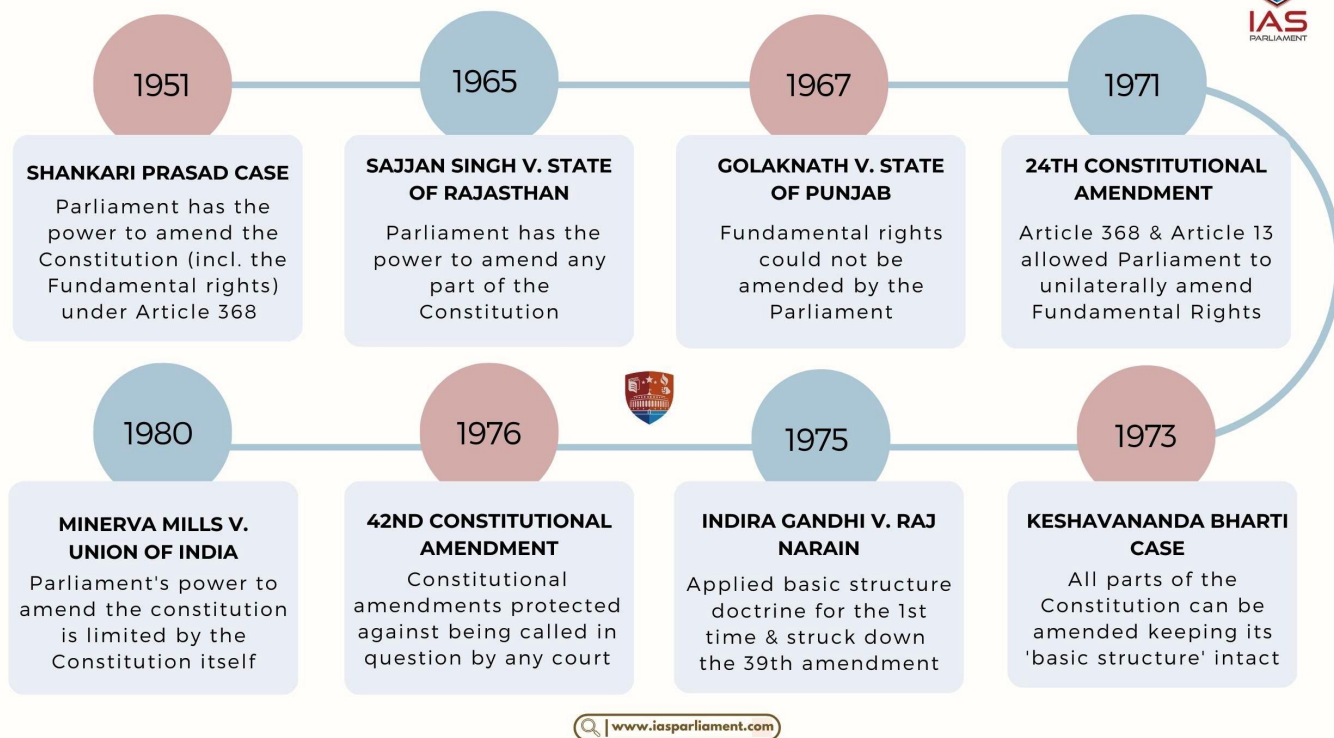 IAS
PARLIAMENT
1951
SHANKARI PRASAD CASE
Parliament has the
power to amend the
Constitution (incl. the
Fundamental rights)
under Article 368
1965
SAJJAN SINGH V. STATE
OF RAJASTHAN
Parliament has the
power to amend any
part of the
Constitution
1967
GOLAKNATH V. STATE
OF PUNJAB
Fundamental rights
could not be
amended by the
Parliament
1971
24TH CONSTITUTIONAL
AMENDMENT
Article 368 & Article 13
allowed Parliament to
unilaterally amend
Fundamental Rights
1973
KESHAVANANDA BHARTI
CASE
All parts of the
Constitution can be
amended keeping its
'basic structure' intact
1975
INDIRA GANDHI V. RAJ
NARAIN
Applied basic structure
doctrine for the 1st
time & struck down
the 39th amendment
1976
42ND CONSTITUTIONAL
AMENDMENT
Constitutional
amendments protected
against being called in
question by any court
1980
MINERVA MILLS V.
UNION OF INDIA
Parliament's power to
amend the constitution
is limited by the
Constitution itself
www.iasparliament.com